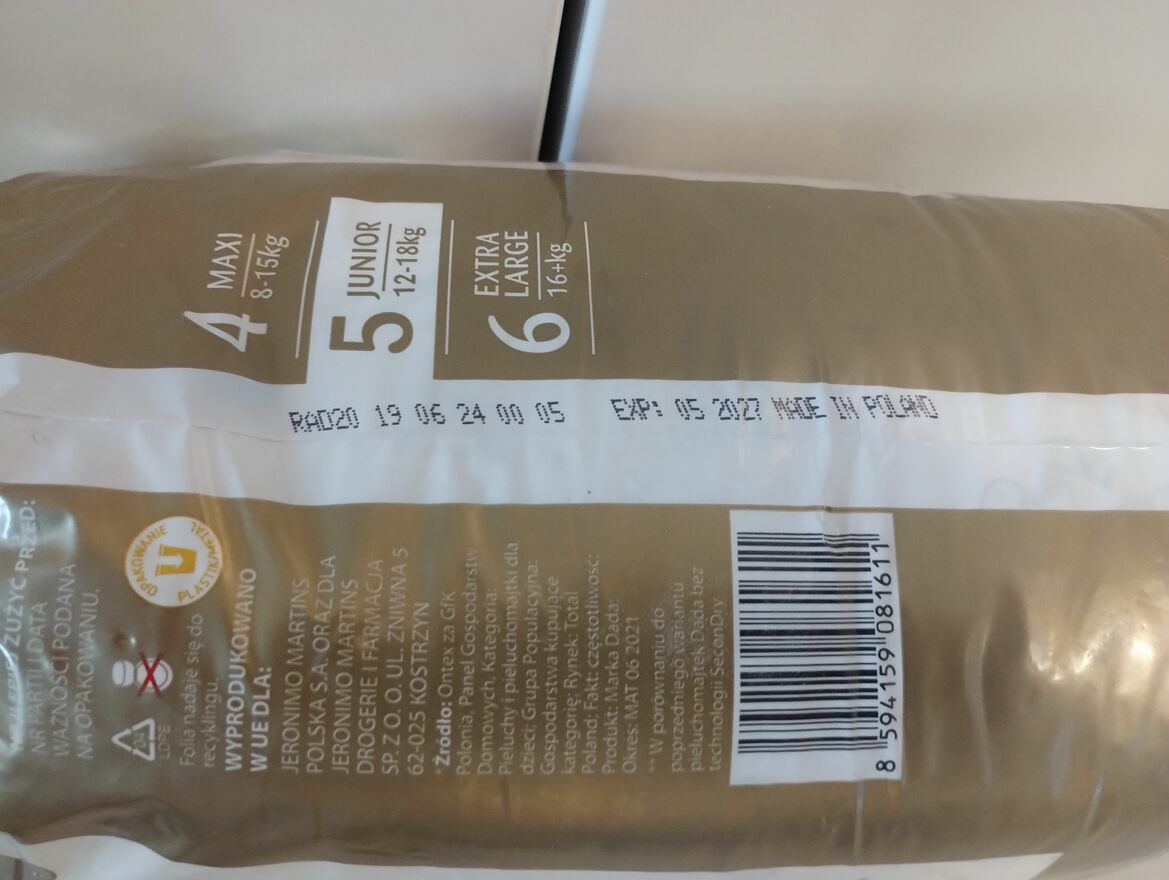 4 MAXI
8-15kg
5 JUNIOR
12-18kg
6 EXTRA
LARGE
16+kg
RAD20 19 06 24 00 05 EXP: 05 2027 MADE IN POLAND
ZUŻYĆ PRZED:
NR PARTII I DATA
WAŻNOŚCI PODANA
NA OPAKOWANIU.
OPAKOWANIE
PLASTIK/METAL
4
LDPE
Folia nadaje się do
recyklingu.
WYPRODUKOWANO
W UE DLA:
JERONIMO MARTINS
POLSKA S.A. ORAZ DLA
JERONIMO MARTINS
DROGERIE I FARMACJA
SP. Z O. O. UL. ŻNIWNA 5
62-025 KOSTRZYN
*Źródło: Ontex za GfK
Polonia, Panel Gospodarstw
Domowych, Kategoria:
Pieluchy i pieluchomajtki dla
dzieci; Grupa Populacyjna:
Gospodarstwa kupujące
kategorię; Rynek: Total
Poland; Fakt: częstotliwość;
Produkt: Marka Dada;
Okres: MAT 06 2021
** W porównaniu do
poprzedniego wariantu
pieluchomajtek Dada bez
technologii SecenDry
8 594159 081611